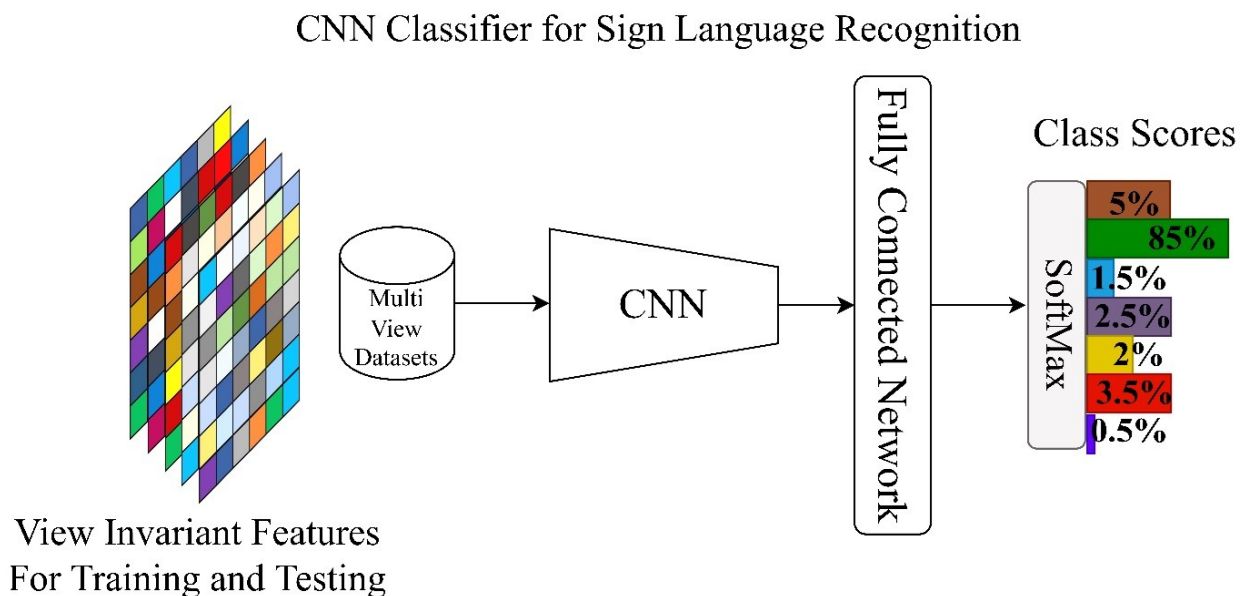 CNN Classifier for Sign Language Recognition
View Invariant Features
For Training and Testing
Multi
View
Datasets
CNN
Fully Connected Network
SoftMax
Class Scores
5%
85%
1.5%
2.5%
2%
3.5%
0.5%